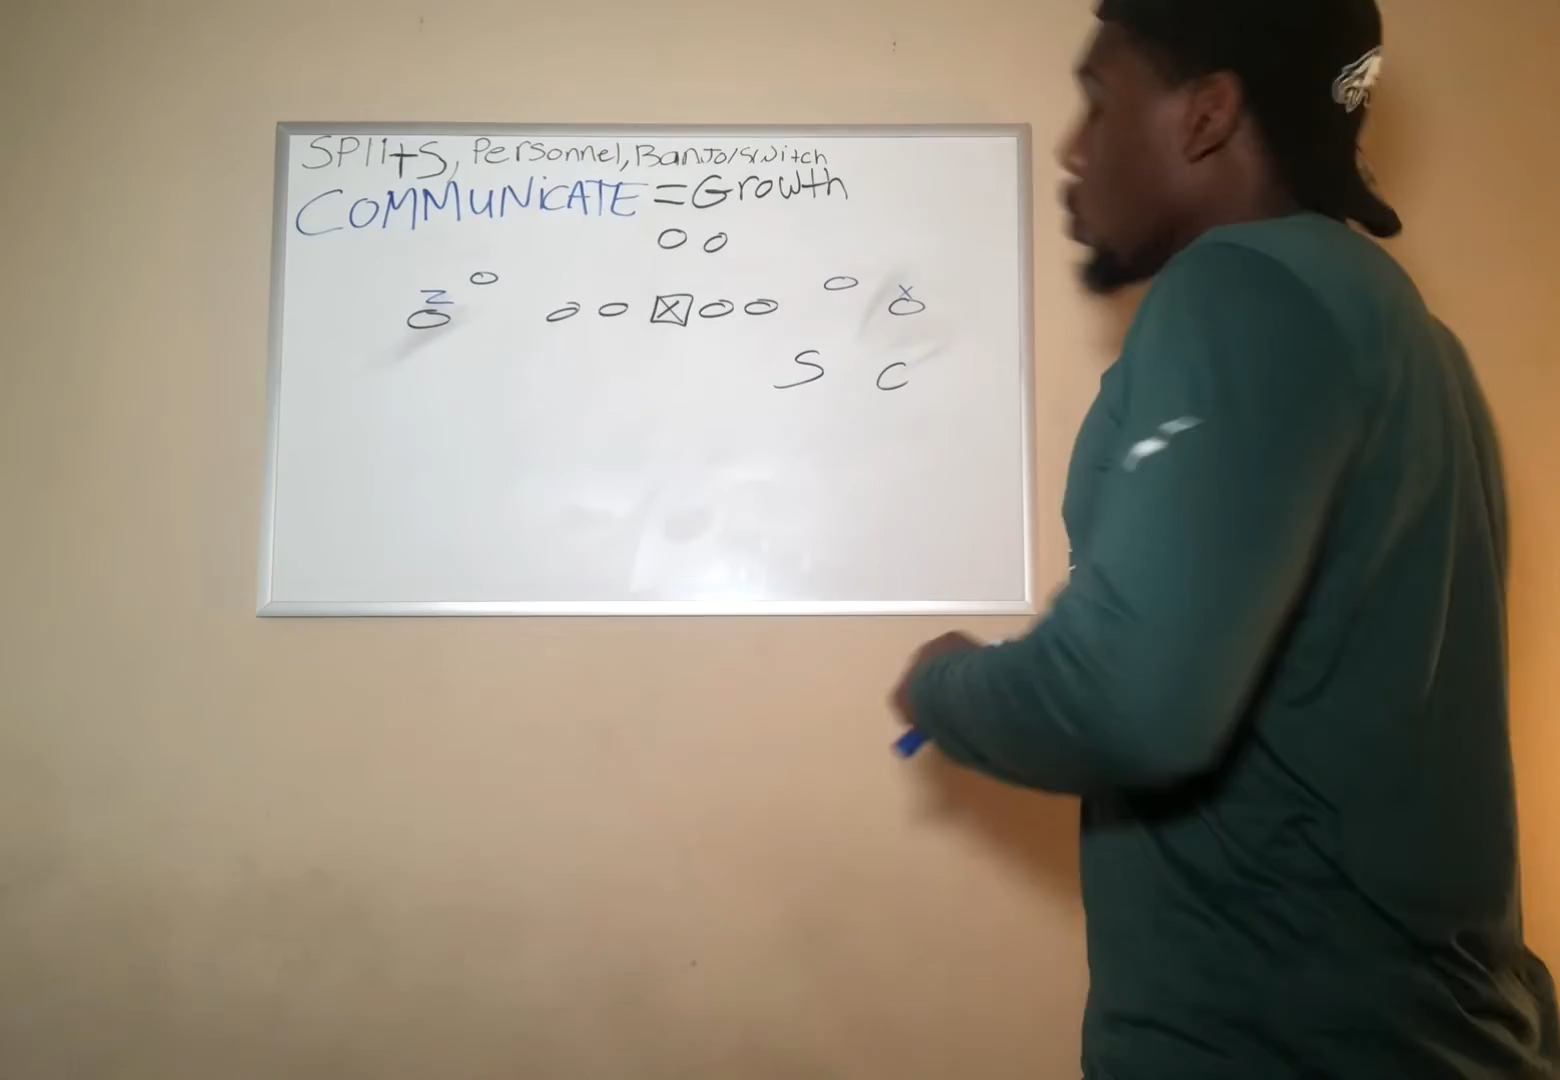 SPlitS, Personnel, Banjo/Switch
COMMUNiCATE = Growth
Z
X
X
S C